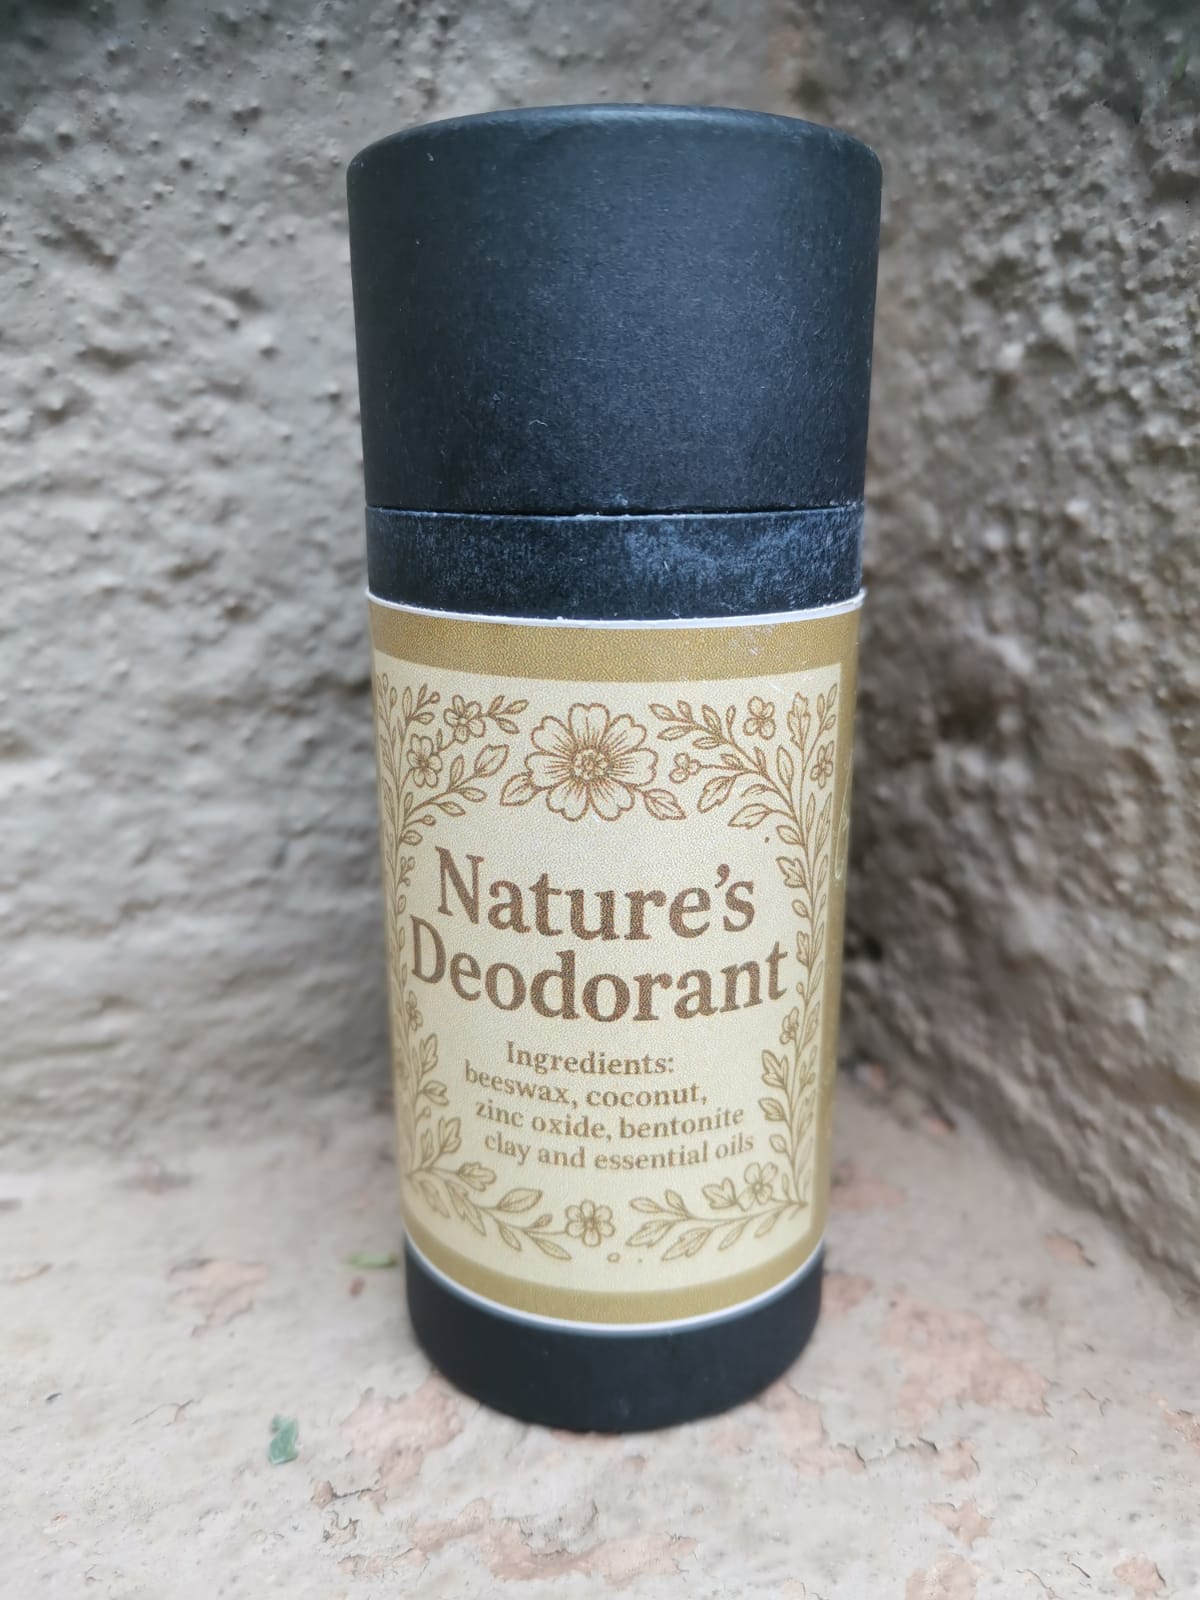 Nature's
Deodorant
Ingredients:
beeswax, coconut,
zinc oxide, bentonite
clay and essential oils